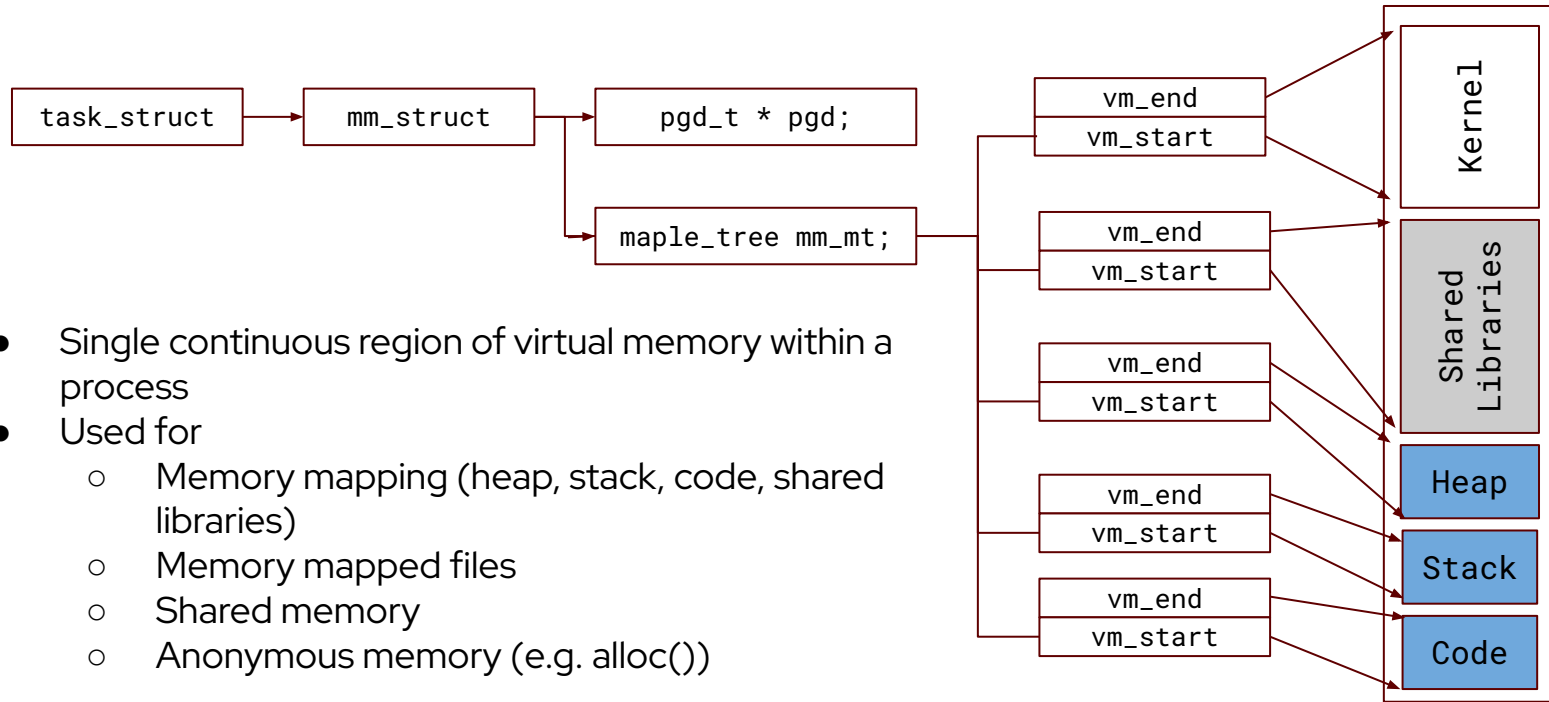 task_struct
mm_struct
pgd_t * pgd;
maple_tree mm_mt;
vm_end
vm_start
vm_end
vm_start
vm_end
vm_start
vm_end
vm_start
vm_end
vm_start
Kernel
Shared
Libraries
Heap
Stack
Code
● Single continuous region of virtual memory within a
process
● Used for
○ Memory mapping (heap, stack, code, shared
libraries)
○ Memory mapped files
○ Shared memory
○ Anonymous memory (e.g. alloc())